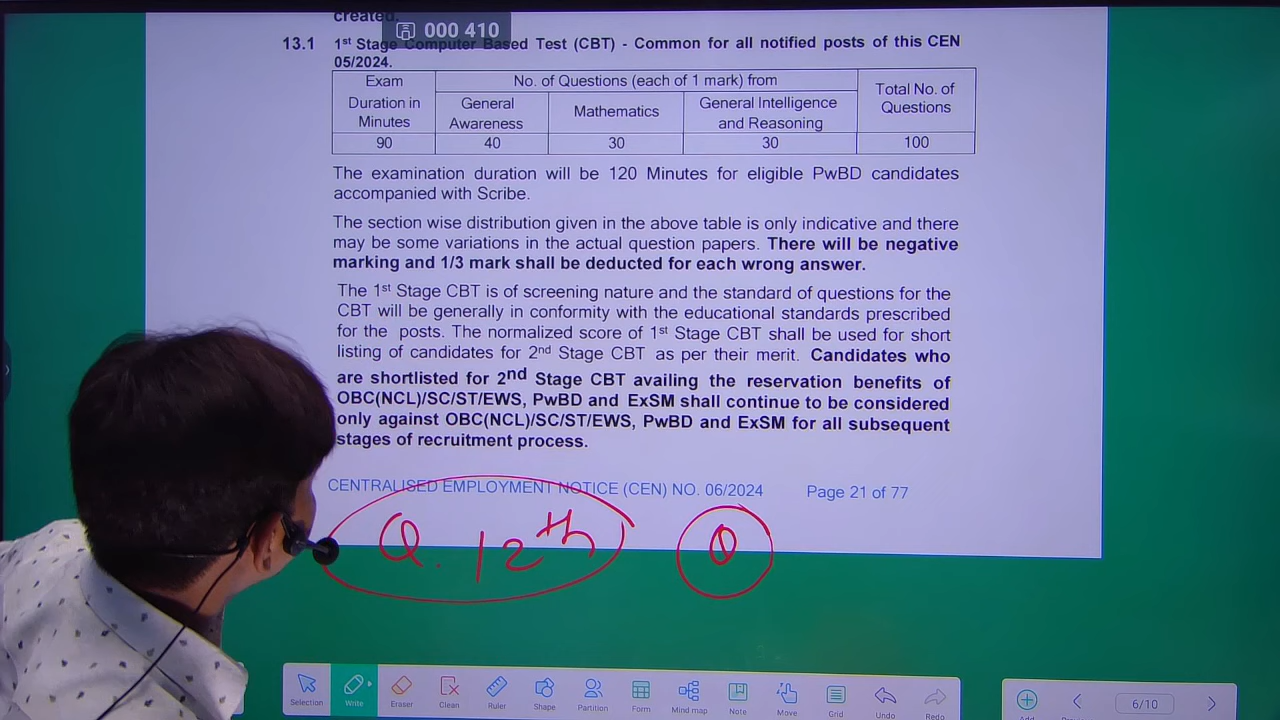 created.
000 410
13.1 1st Stage Computer Based Test (CBT) - Common for all notified posts of this CEN
05/2024.
Exam Duration in Minutes | No. of Questions (each of 1 mark) from | Total No. of Questions
General Awareness | Mathematics | General Intelligence and Reasoning
90 | 40 | 30 | 30 | 100
The examination duration will be 120 Minutes for eligible PwBD candidates
accompanied with Scribe.
The section wise distribution given in the above table is only indicative and there
may be some variations in the actual question papers. There will be negative
marking and 1/3 mark shall be deducted for each wrong answer.
The 1st Stage CBT is of screening nature and the standard of questions for the
CBT will be generally in conformity with the educational standards prescribed
for the posts. The normalized score of 1st Stage CBT shall be used for short
listing of candidates for 2nd Stage CBT as per their merit. Candidates who
are shortlisted for 2nd Stage CBT availing the reservation benefits of
OBC(NCL)/SC/ST/EWS, PwBD and ExSM shall continue to be considered
only against OBC(NCL)/SC/ST/EWS, PwBD and ExSM for all subsequent
stages of recruitment process.
CENTRALISED EMPLOYMENT NOTICE (CEN) NO. 06/2024 Page 21 of 77
Q. 12th
Selection Write Eraser Clean Ruler Shape Partition Form Mind map Note Move Grid Undo Redo
Add 6/10